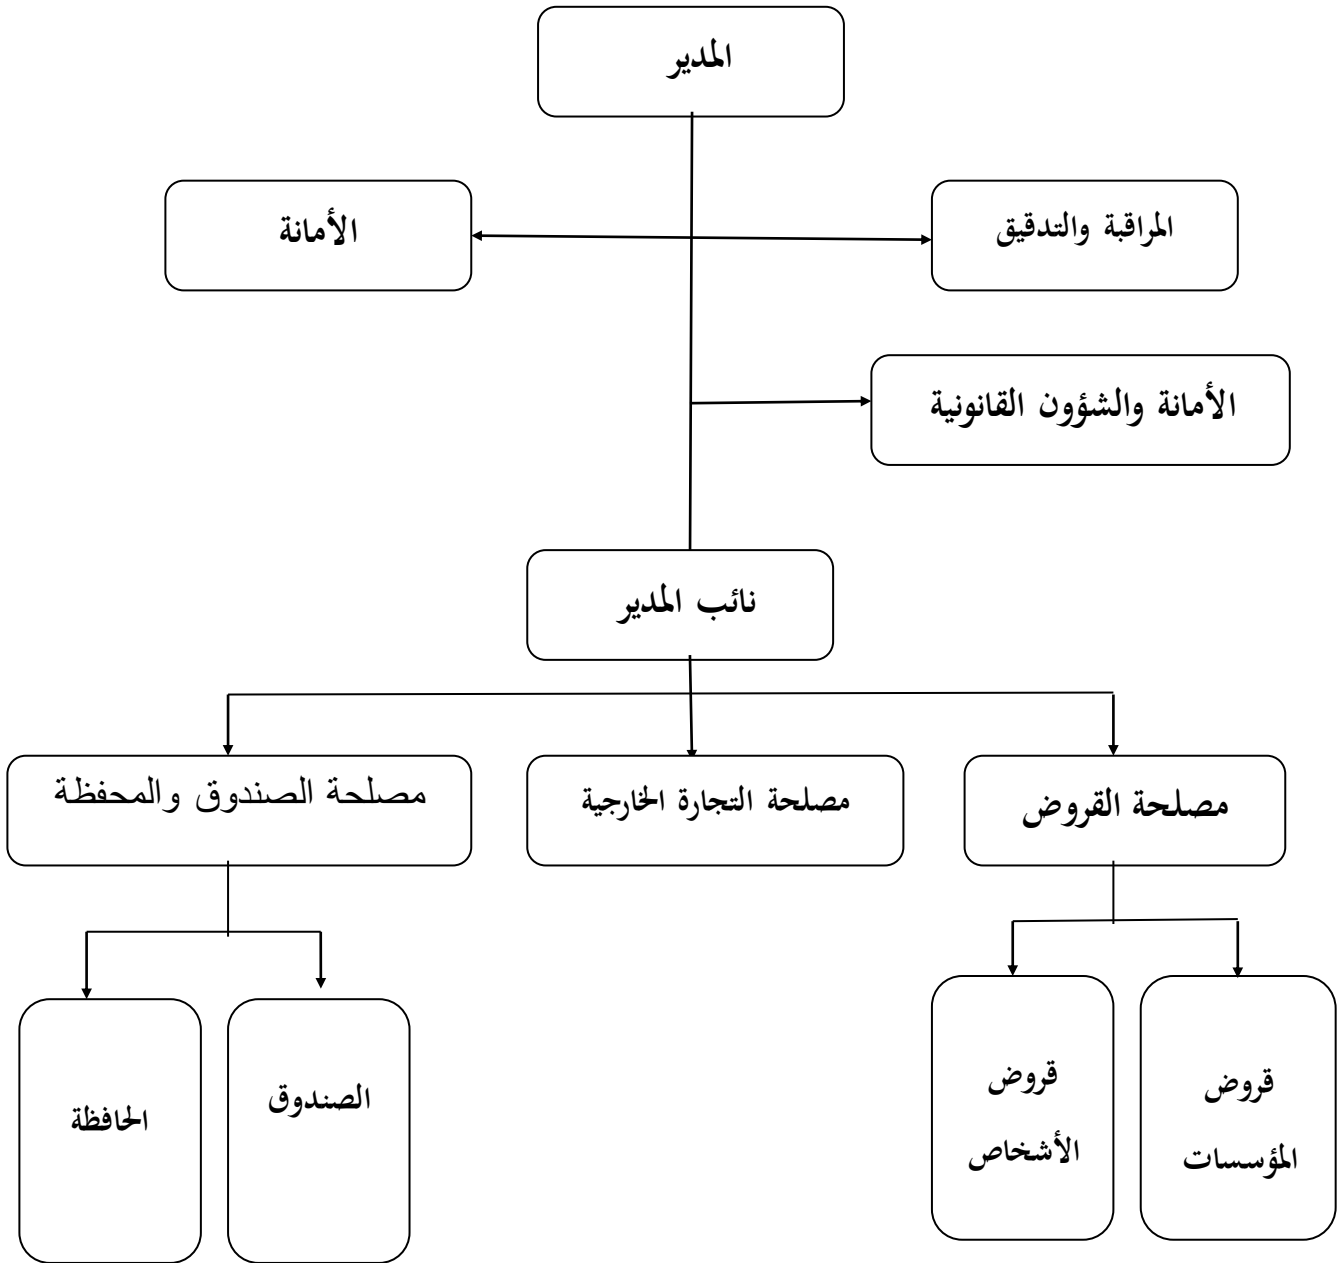 المدير
المراقبة والتدقيق
الأمانة
الأمانة والشؤون القانونية
نائب المدير
مصلحة القروض
مصلحة التجارة الخارجية
مصلحة الصندوق والمحفظة
قروض
المؤسسات
قروض
الأشخاص
الصندوق
الحافظة